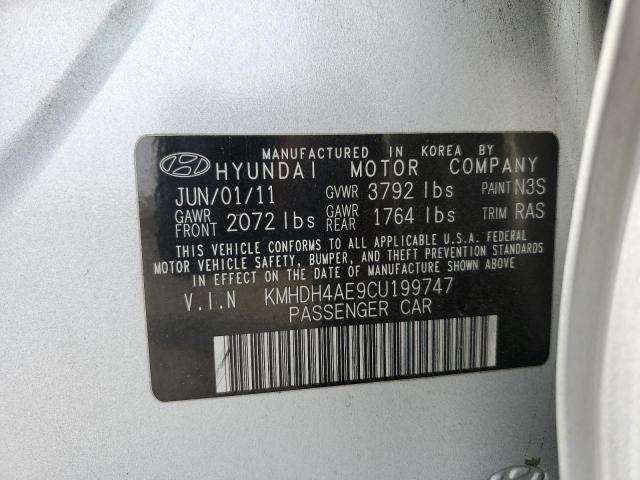 MANUFACTURED IN KOREA BY
HYUNDAI MOTOR COMPANY
JUN/01/11 GVWR 3792 lbs PAINT N3S
GAWR FRONT 2072 lbs GAWR REAR 1764 lbs TRIM RAS
THIS VEHICLE CONFORMS TO ALL APPLICABLE U.S.A. FEDERAL
MOTOR VEHICLE SAFETY, BUMPER, AND THEFT PREVENTION STANDARDS
IN EFFECT ON THE DATE OF MANUFACTURE SHOWN ABOVE.
V.I.N KMHDH4AE9CU199747
PASSENGER CAR